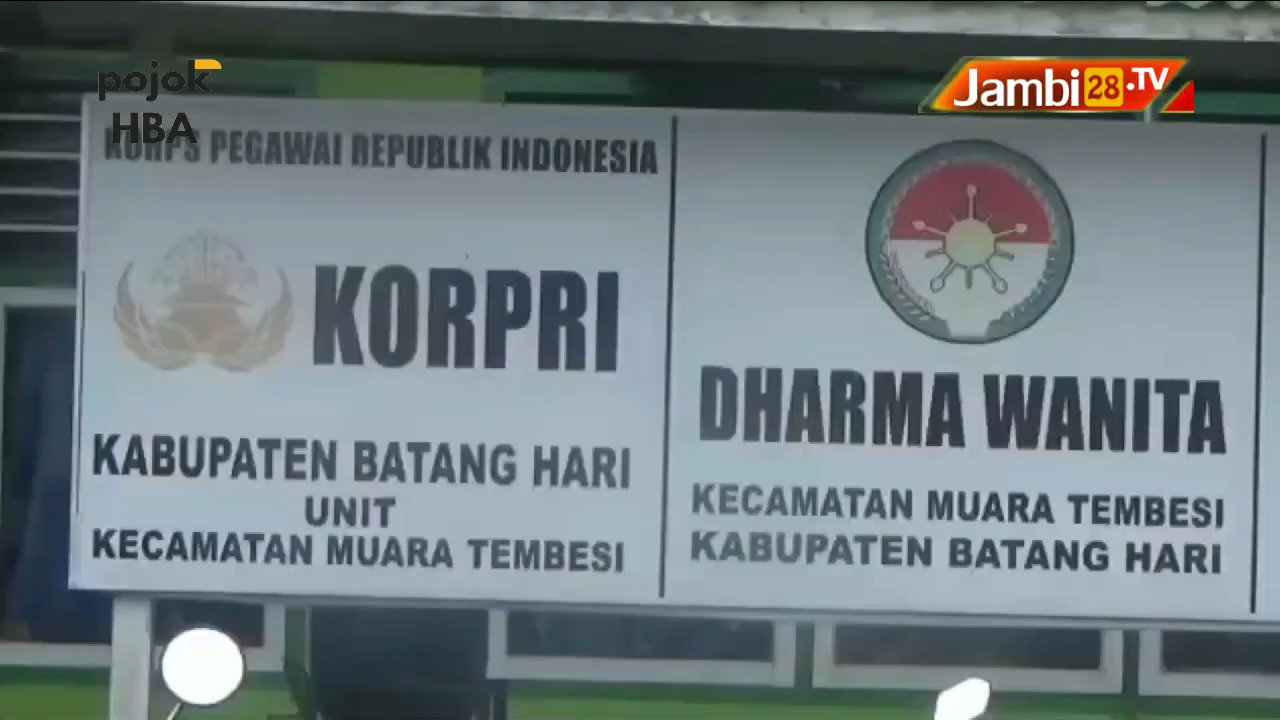 pojok
HBA
Jambi28.TV
KORPS PEGAWAI REPUBLIK INDONESIA
KORPRI
KABUPATEN BATANG HARI
UNIT
KECAMATAN MUARA TEMBESI
DHARMA WANITA
KECAMATAN MUARA TEMBESI
KABUPATEN BATANG HARI